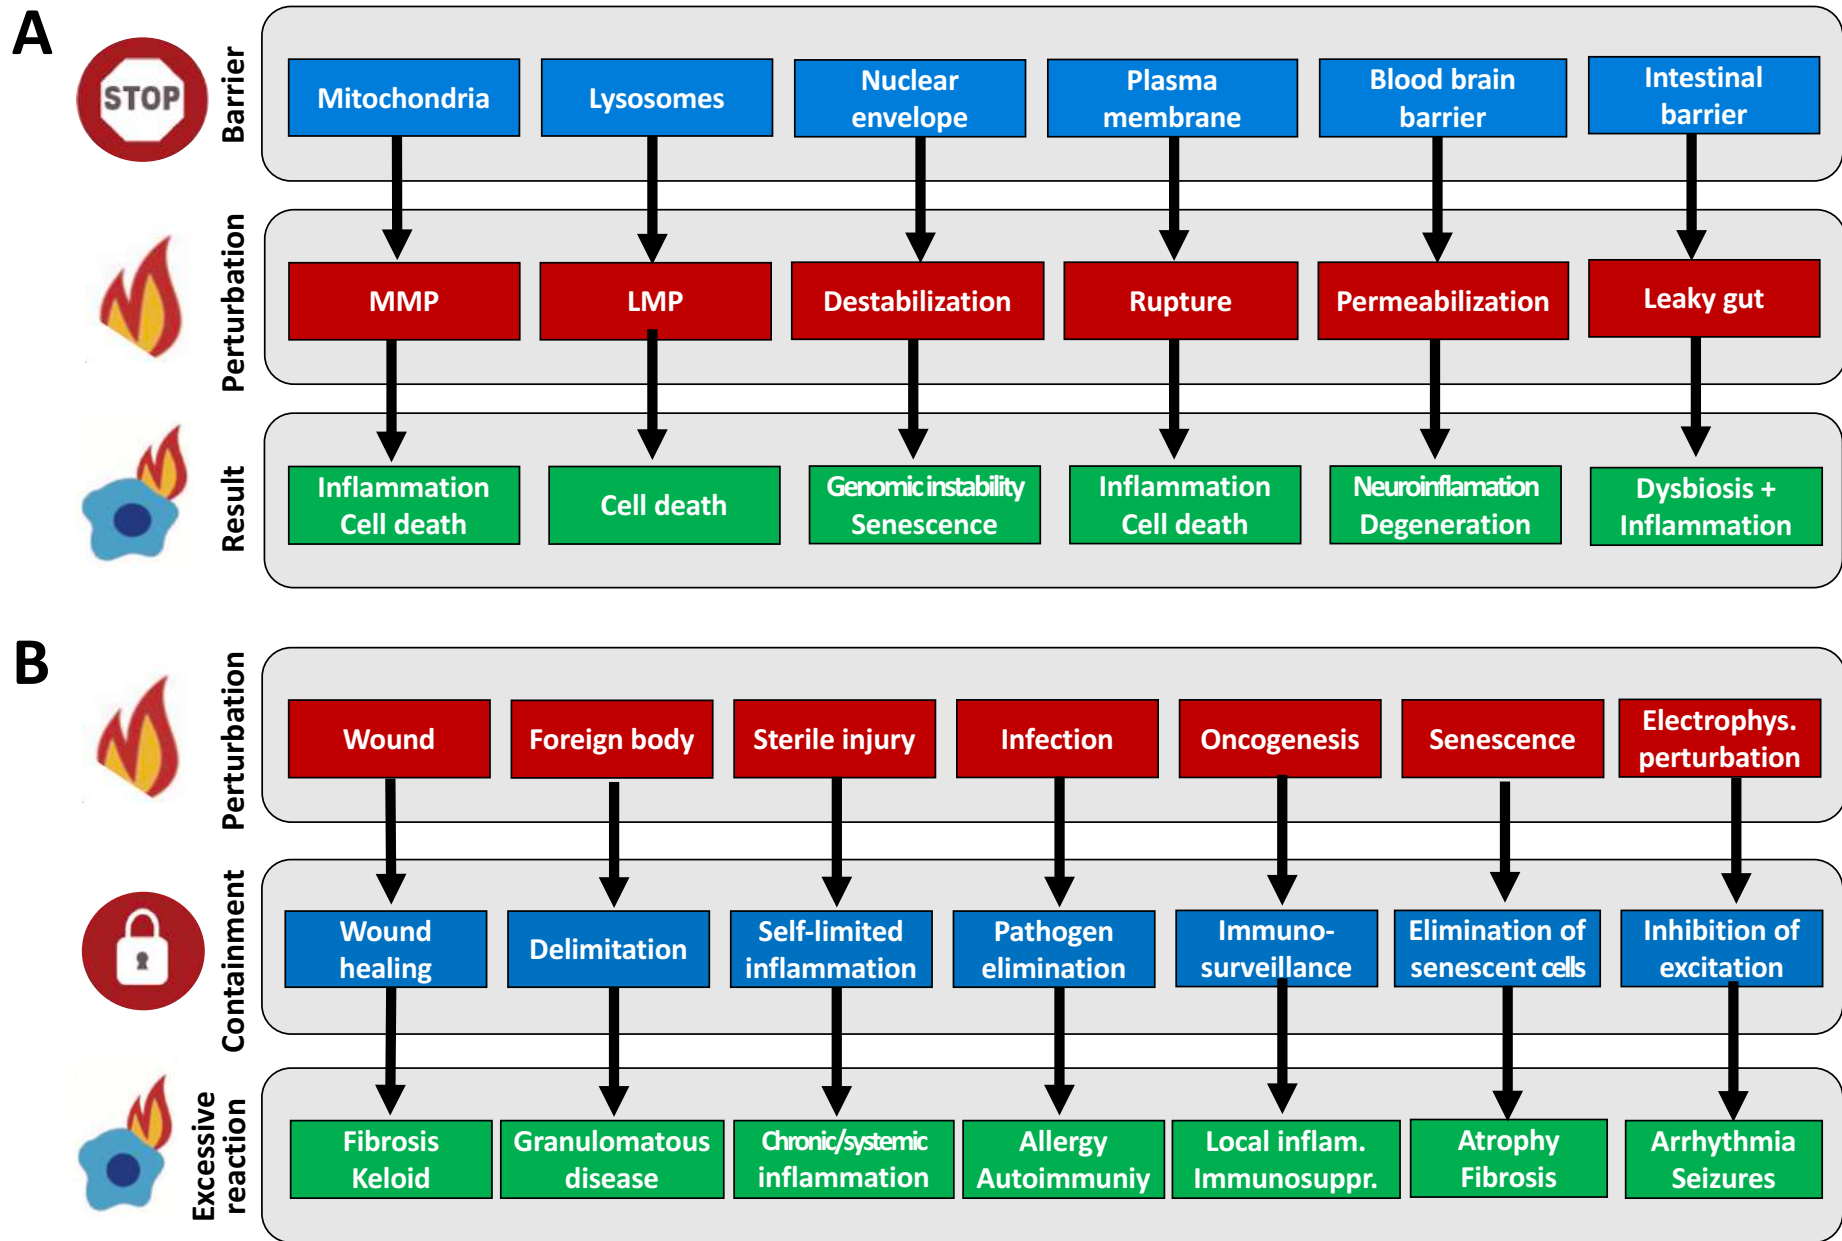 A
STOP
Barrier
Mitochondria
Lysosomes
Nuclear
envelope
Plasma
membrane
Blood brain
barrier
Intestinal
barrier
Perturbation
MMP
LMP
Destabilization
Rupture
Permeabilization
Leaky gut
Result
Inflammation
Cell death
Cell death
Genomic instability
Senescence
Inflammation
Cell death
Neuroinflamation
Degeneration
Dysbiosis +
Inflammation
B
Perturbation
Wound
Foreign body
Sterile injury
Infection
Oncogenesis
Senescence
Electrophys.
perturbation
Containment
Wound
healing
Delimitation
Self-limited
inflammation
Pathogen
elimination
Immuno-
surveillance
Elimination of
senescent cells
Inhibition of
excitation
Excessive
reaction
Fibrosis
Keloid
Granulomatous
disease
Chronic/systemic
inflammation
Allergy
Autoimmuniy
Local inflam.
Immunosuppr.
Atrophy
Fibrosis
Arrhythmia
Seizures